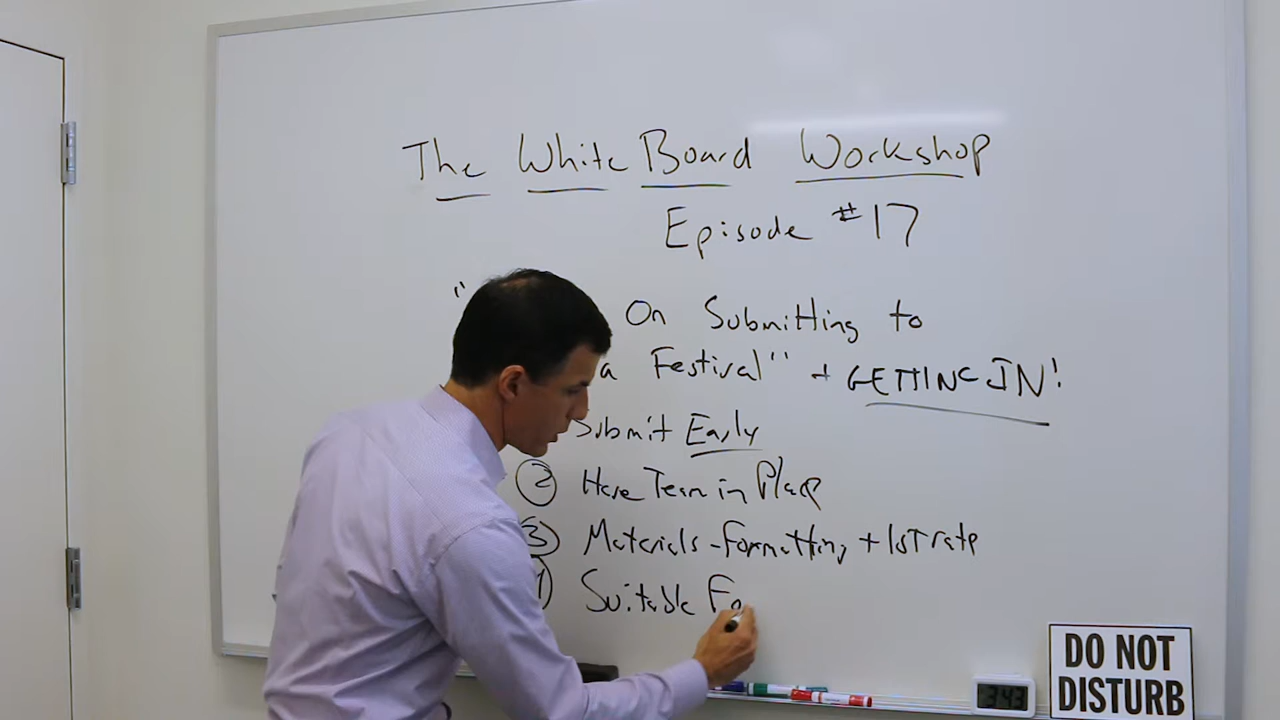 The White Board Workshop
Episode #17
" On Submitting to
a Festival" + GETTING IN!
Submit Early
② Have Team in Place
③ Materials - Formatting + 1st rate
Suitable Fo
3:43
DO NOT
DISTURB